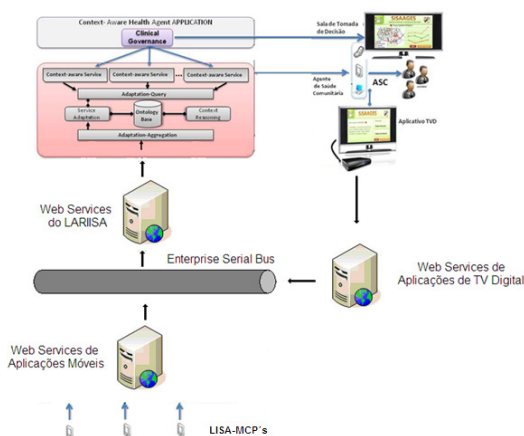 Context- Aware Health Agent APPLICATION
Clinical
Governance
Context-aware Service
Context-aware Service
...
Context-aware Service
Adaptation-Query
Service
Adaptation
Ontology
Base
Context
Reasoning
Adaptation-Aggregation
Sala de Tomada
de Decisão
Agente
de Saúde
Comunitária
ASC
Aplicativo TVD
Web Services
do LARIISA
Enterprise Serial Bus
Web Services de
Aplicações de TV Digital
Web Services de
Aplicações Móveis
LISA-MCP´s